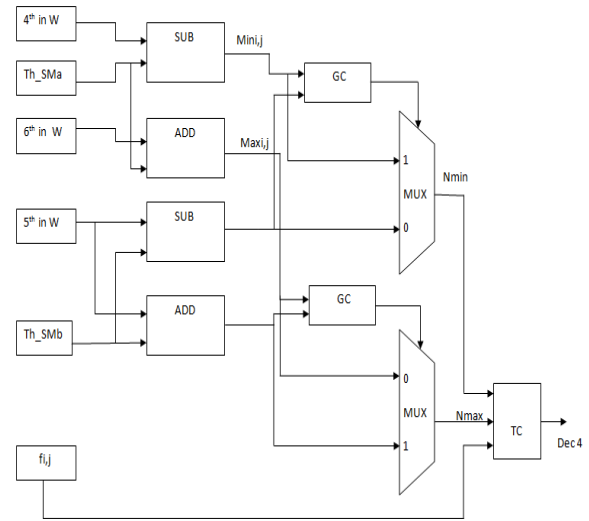 4th in W
SUB
Mini,j
Th_SMa
GC
6th in W
ADD
Maxi,j
1
Nmin
MUX
5th in W
SUB
0
ADD
GC
Th_SMb
0
MUX
Nmax
TC
Dec 4
1
fi,j